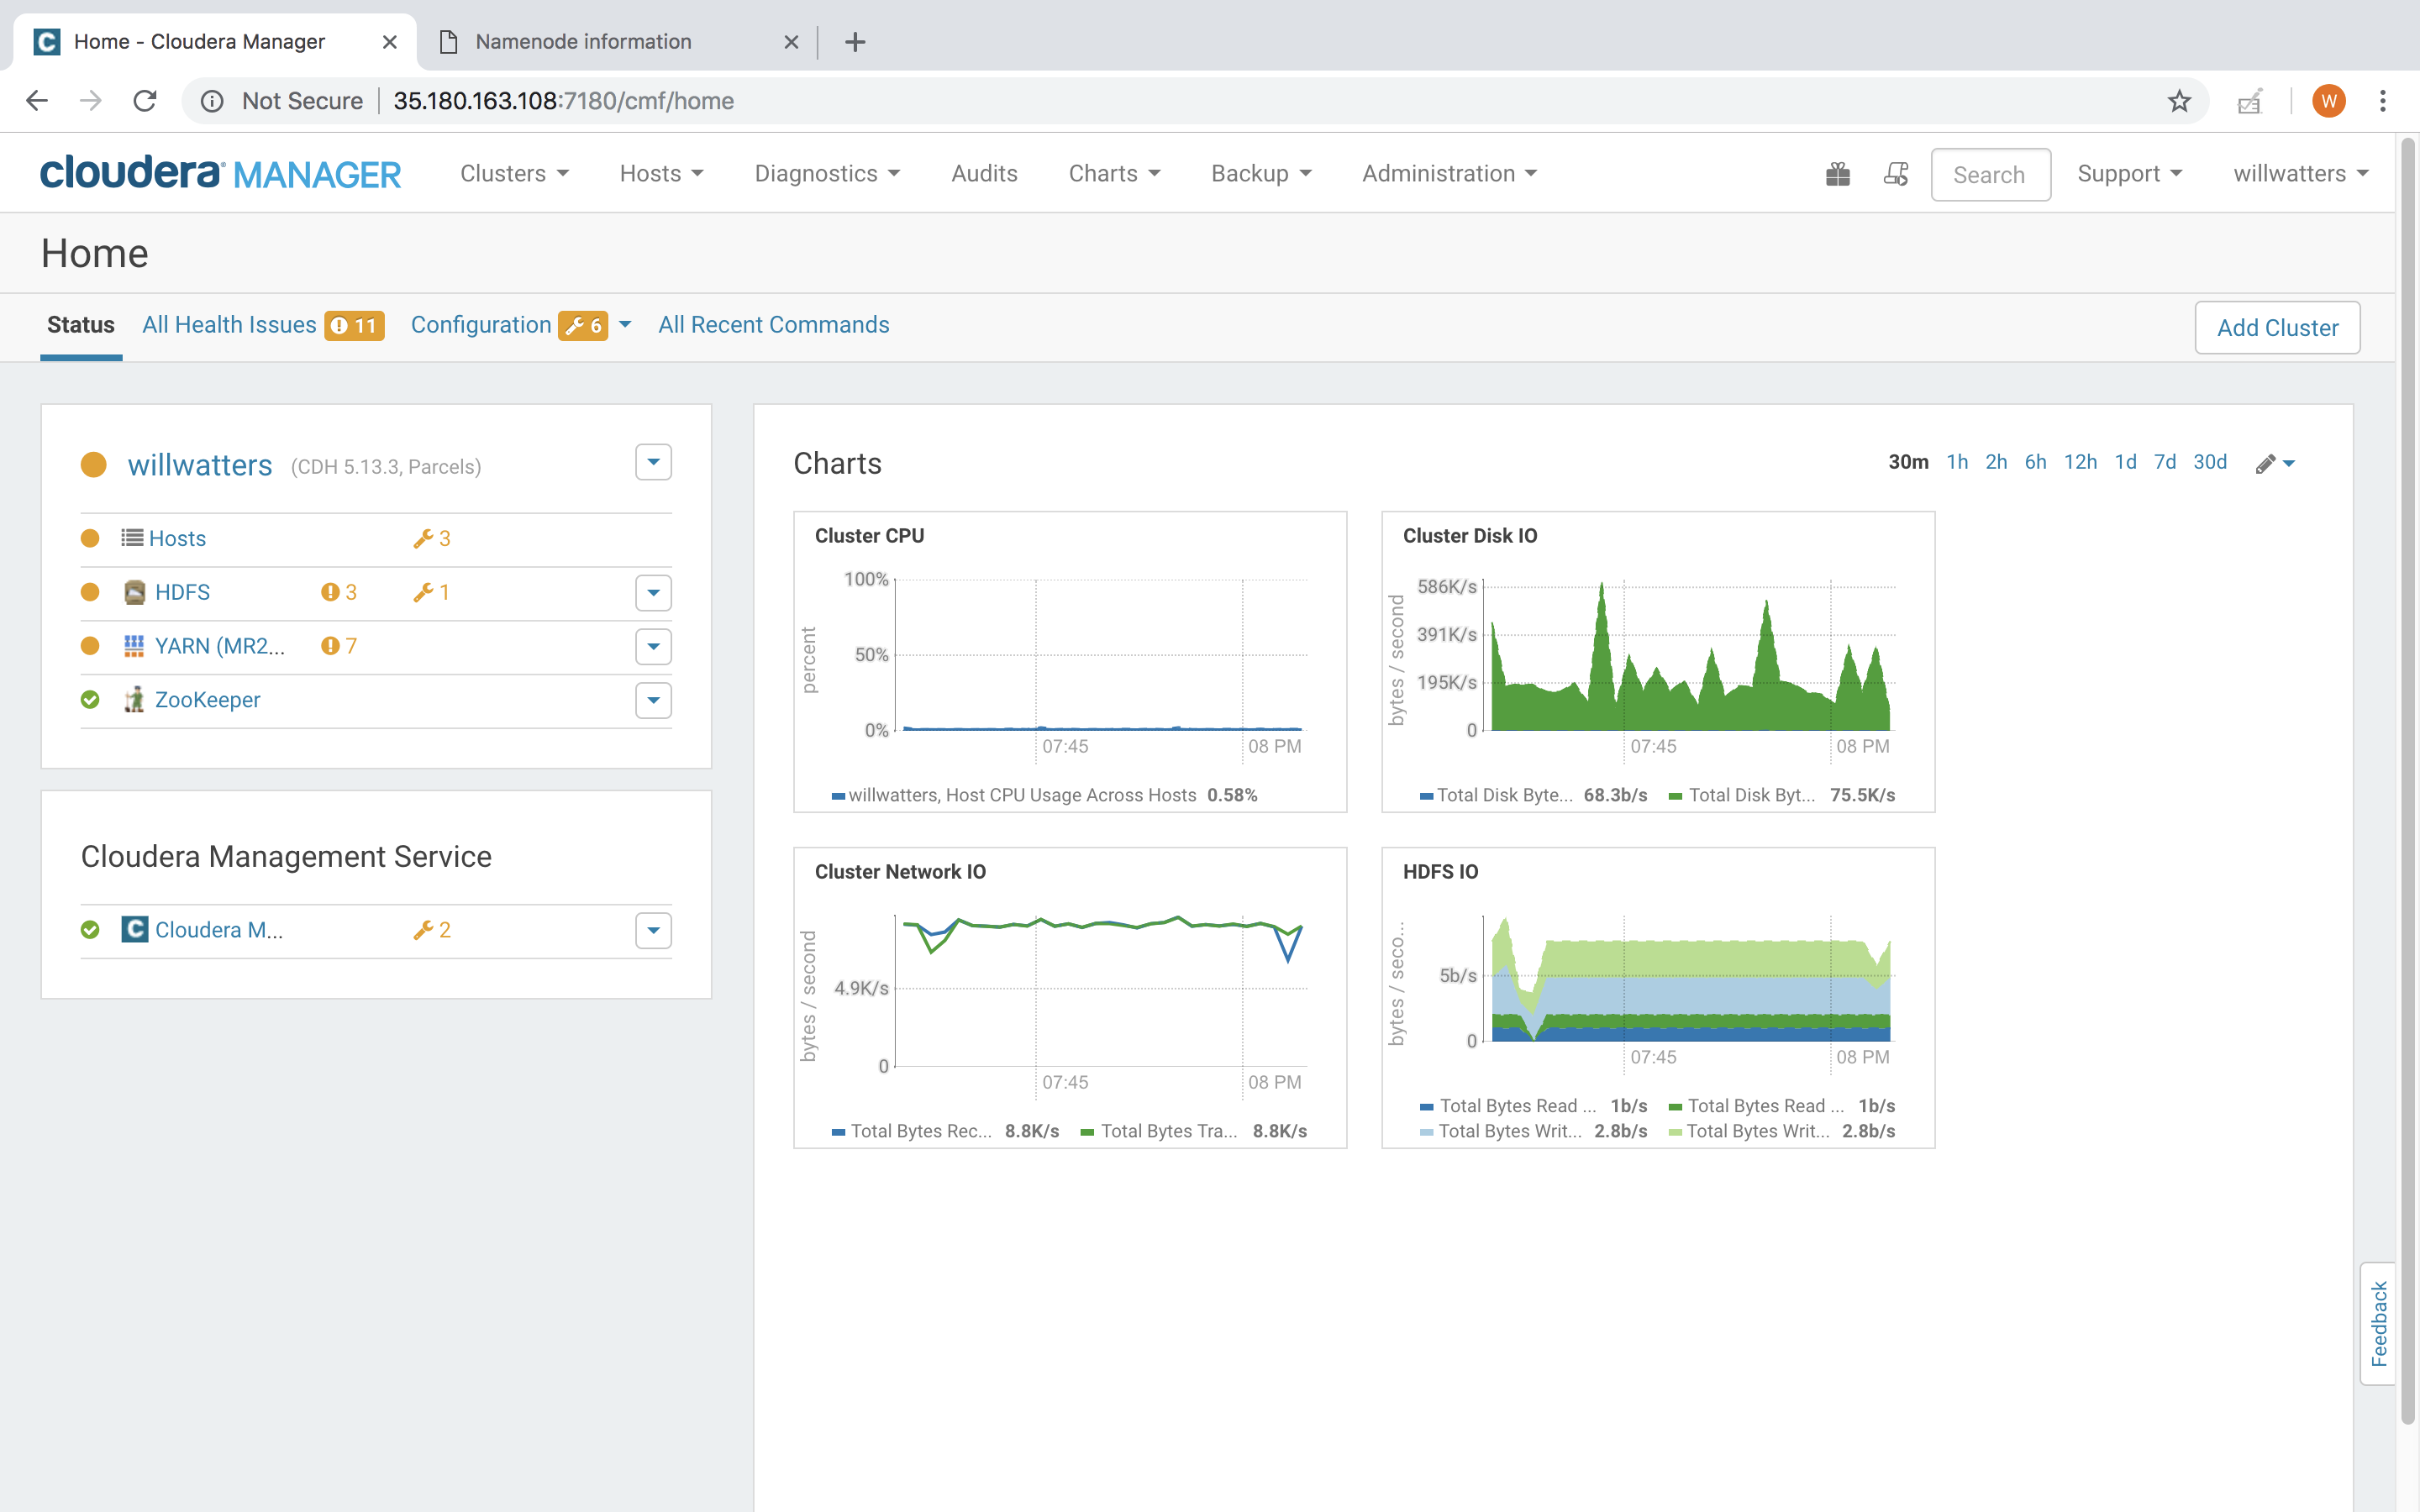 Home - Cloudera Manager
Namenode information
Not Secure 35.180.163.108:7180/cmf/home
W
cloudera MANAGER Clusters Hosts Diagnostics Audits Charts Backup Administration Search Support willwatters
Home
Status All Health Issues 11 Configuration 6 All Recent Commands Add Cluster
willwatters (CDH 5.13.3, Parcels)
Hosts 3
HDFS 3 1
YARN (MR2... 7
ZooKeeper
Cloudera Management Service
C Cloudera M... 2
Charts 30m 1h 2h 6h 12h 1d 7d 30d
Cluster CPU
percent
100%
50%
0%
07:45 08 PM
willwatters, Host CPU Usage Across Hosts 0.58%
Cluster Disk IO
bytes / second
586K/s
391K/s
195K/s
0
07:45 08 PM
Total Disk Byte... 68.3b/s Total Disk Byt... 75.5K/s
Cluster Network IO
bytes / second
4.9K/s
0
07:45 08 PM
Total Bytes Rec... 8.8K/s Total Bytes Tra... 8.8K/s
HDFS IO
bytes / seco...
5b/s
0
07:45 08 PM
Total Bytes Read ... 1b/s Total Bytes Read ... 1b/s
Total Bytes Writ... 2.8b/s Total Bytes Writ... 2.8b/s
Feedback